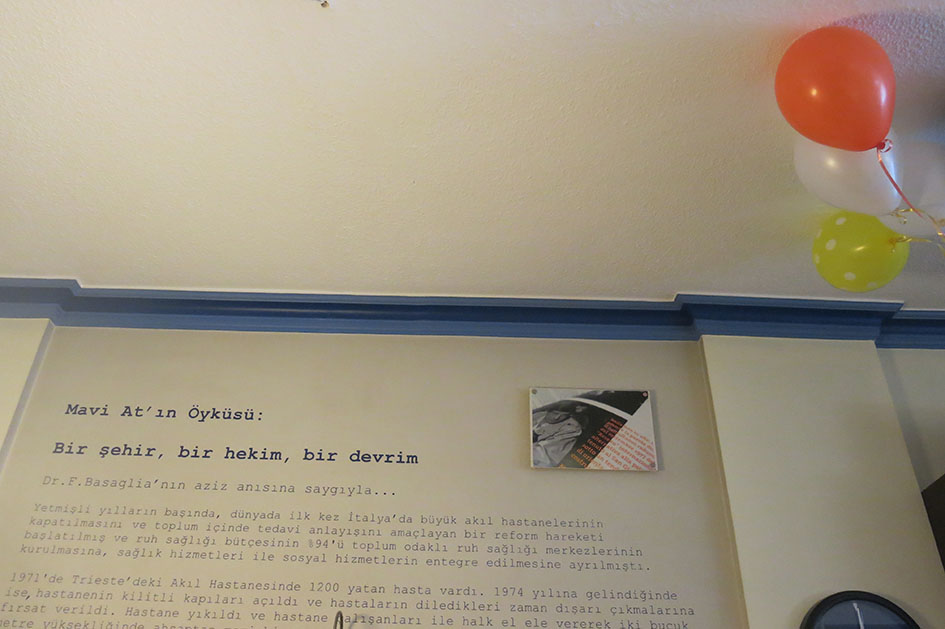 Mavi At'ın Öyküsü:
Bir şehir, bir hekim, bir devrim
Dr.F.Basaglia'nın aziz anısına saygıyla...
Yetmişli yılların başında, dünyada ilk kez İtalya'da büyük akıl hastanelerinin
kapatılmasını ve toplum içinde tedavi anlayışını amaçlayan bir reform hareketi
başlatılmış ve ruh sağlığı bütçesinin %94'ü toplum odaklı ruh sağlığı merkezlerinin
kurulmasına, sağlık hizmetleri ile sosyal hizmetlerin entegre edilmesine ayrılmıştı.
1971'de Trieste'deki Akıl Hastanesinde 1200 yatan hasta vardı. 1974 yılına gelindiğinde
ise, hastanenin kilitli kapıları açıldı ve hastaların diledikleri zaman dışarı çıkmalarına
fırsat verildi. Hastane yıkıldı ve hastane çalışanları ile halk el ele vererek iki buçuk